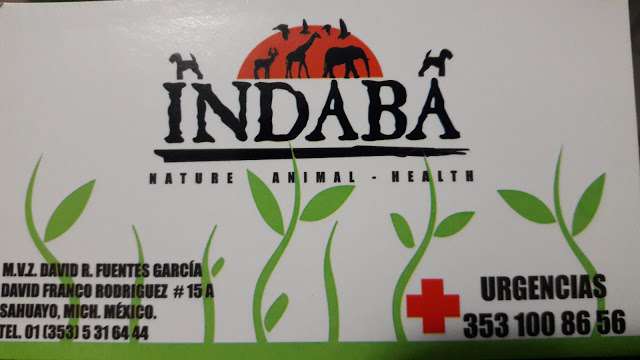 INDABA
NATURE ANIMAL - HEALTH
M.V.Z. DAVID R. FUENTES GARCÍA
DAVID FRANCO RODRIGUEZ # 15 A
SAHUAYO, MICH. MÉXICO.
TEL. 01 (353) 5 31 64 44
URGENCIAS
353 100 86 56